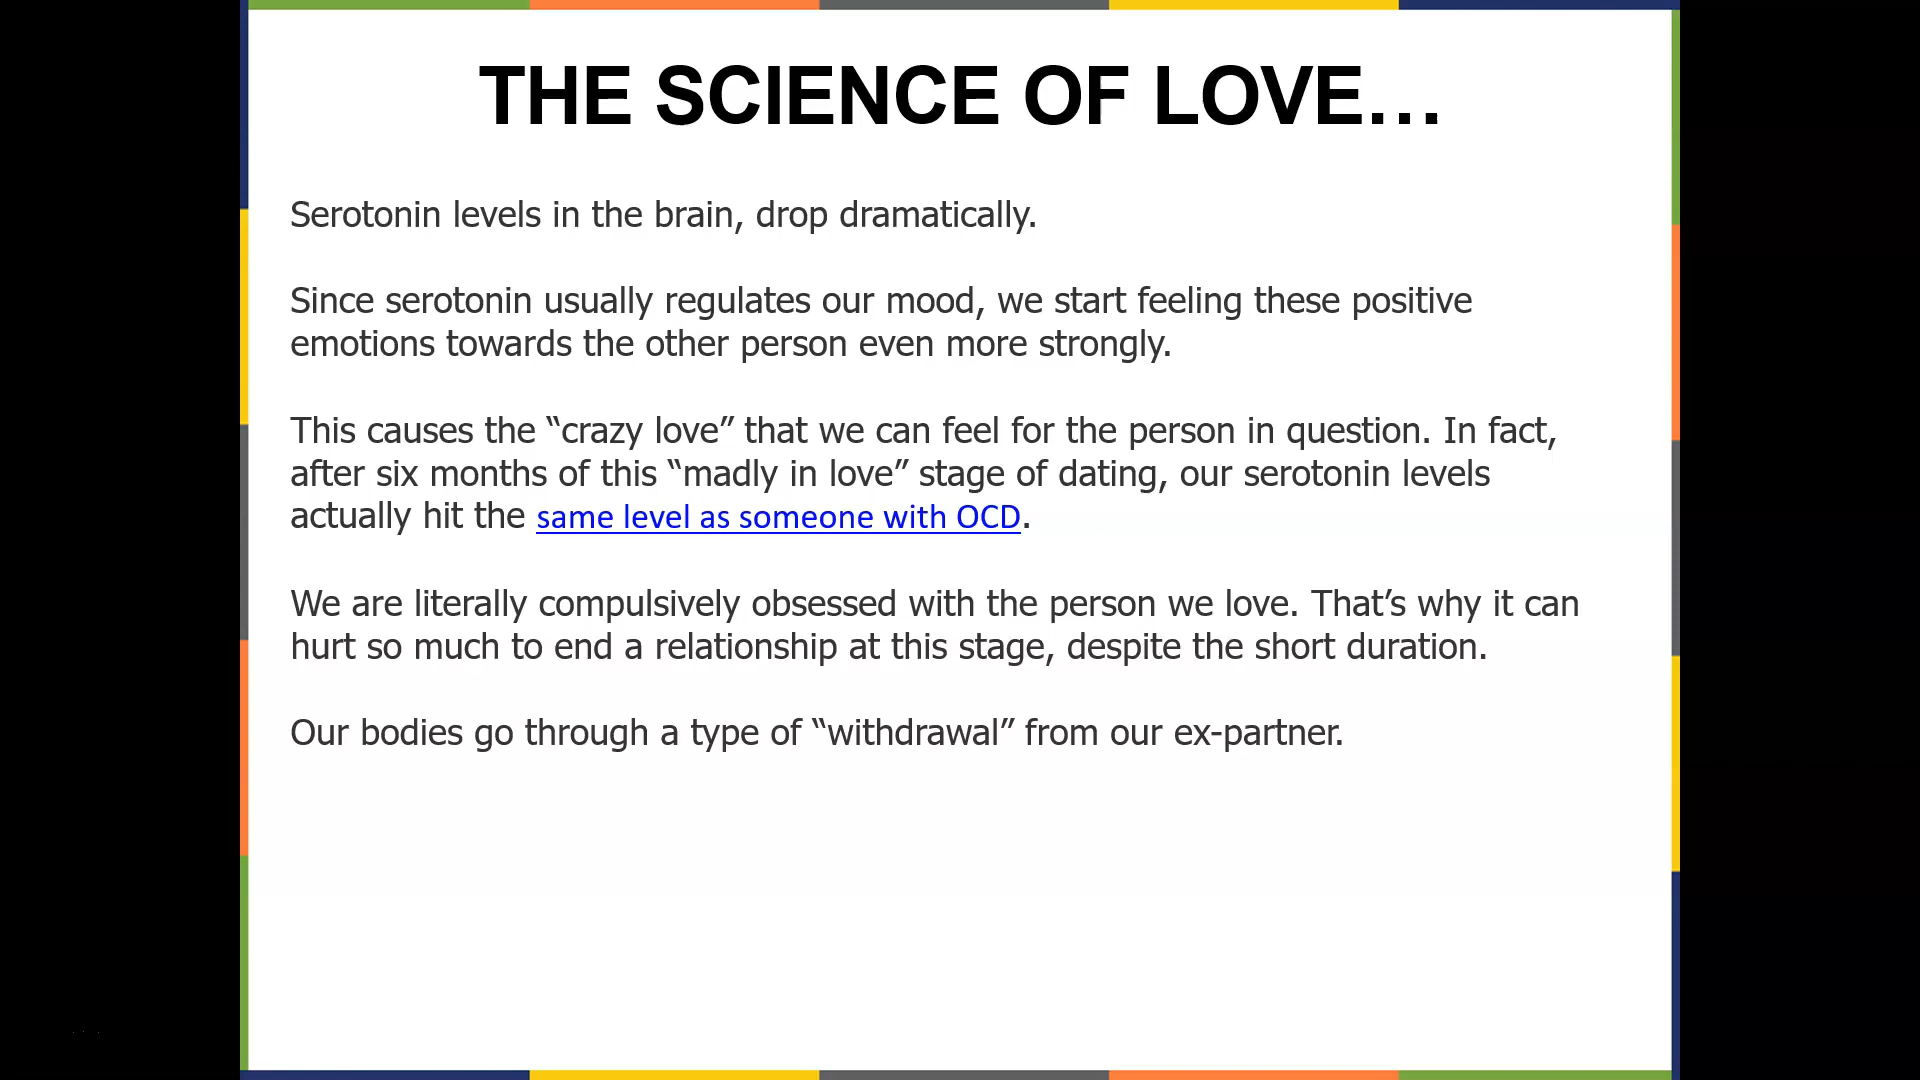 THE SCIENCE OF LOVE…
Serotonin levels in the brain, drop dramatically.
Since serotonin usually regulates our mood, we start feeling these positive
emotions towards the other person even more strongly.
This causes the “crazy love” that we can feel for the person in question. In fact,
after six months of this “madly in love” stage of dating, our serotonin levels
actually hit the same level as someone with OCD.
We are literally compulsively obsessed with the person we love. That’s why it can
hurt so much to end a relationship at this stage, despite the short duration.
Our bodies go through a type of “withdrawal” from our ex-partner.